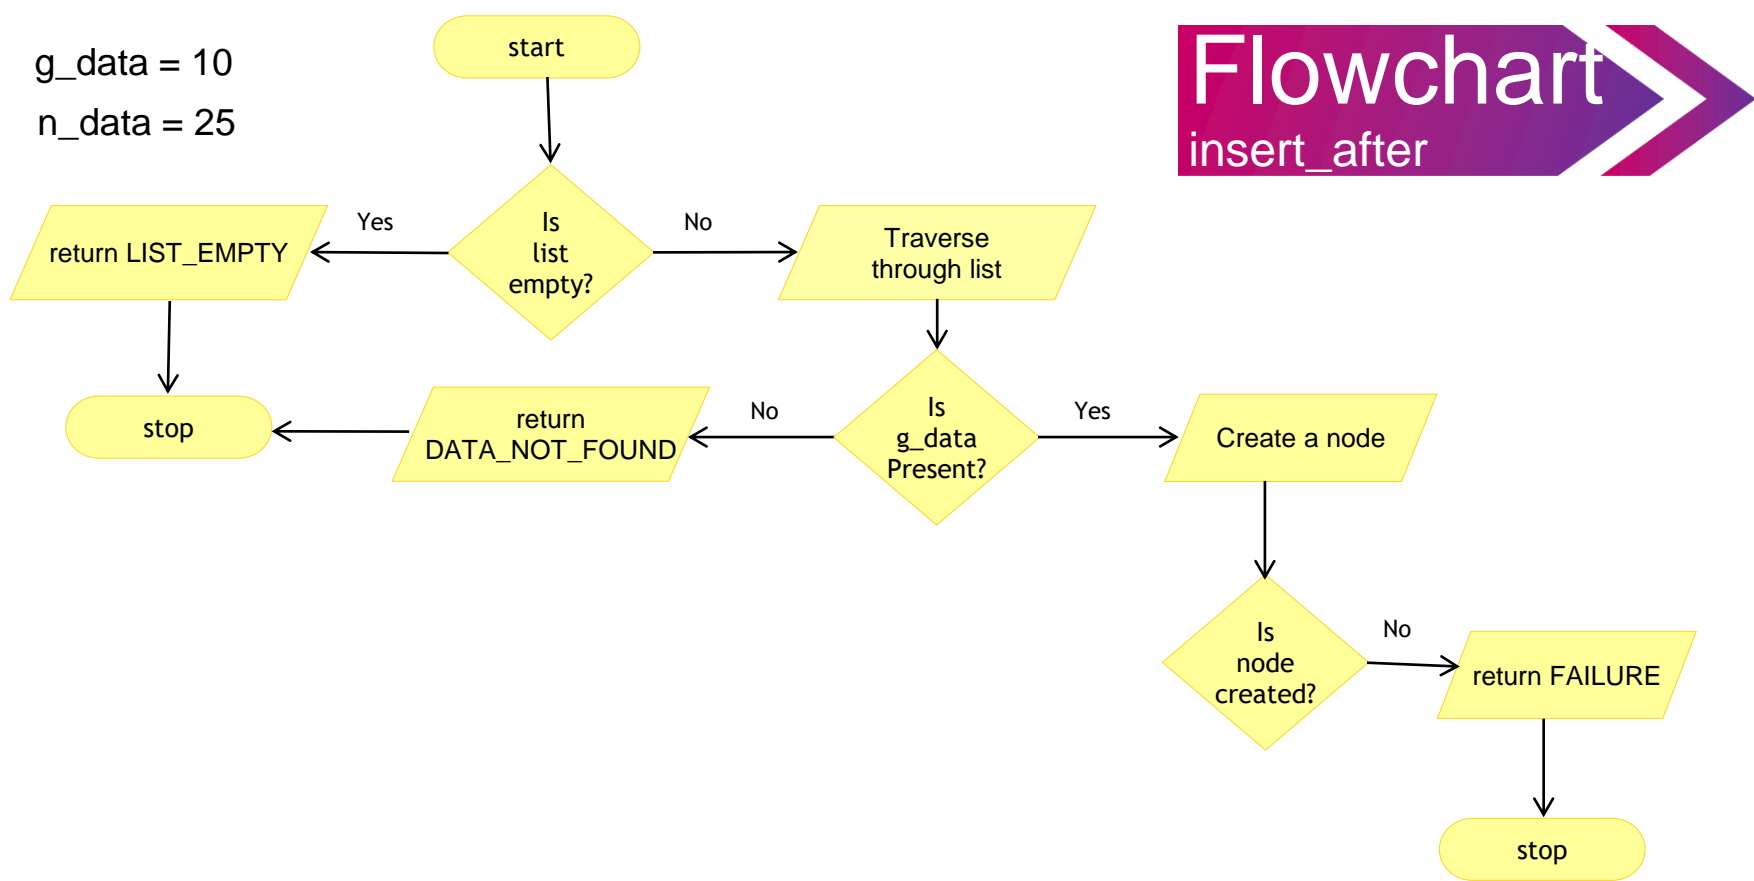 g_data = 10
n_data = 25
start
Flowchart
insert_after
Is
list
empty?
Yes
No
return LIST_EMPTY
Traverse
through list
stop
return
DATA_NOT_FOUND
No
Is
g_data
Present?
Yes
Create a node
Is
node
created?
No
return FAILURE
stop